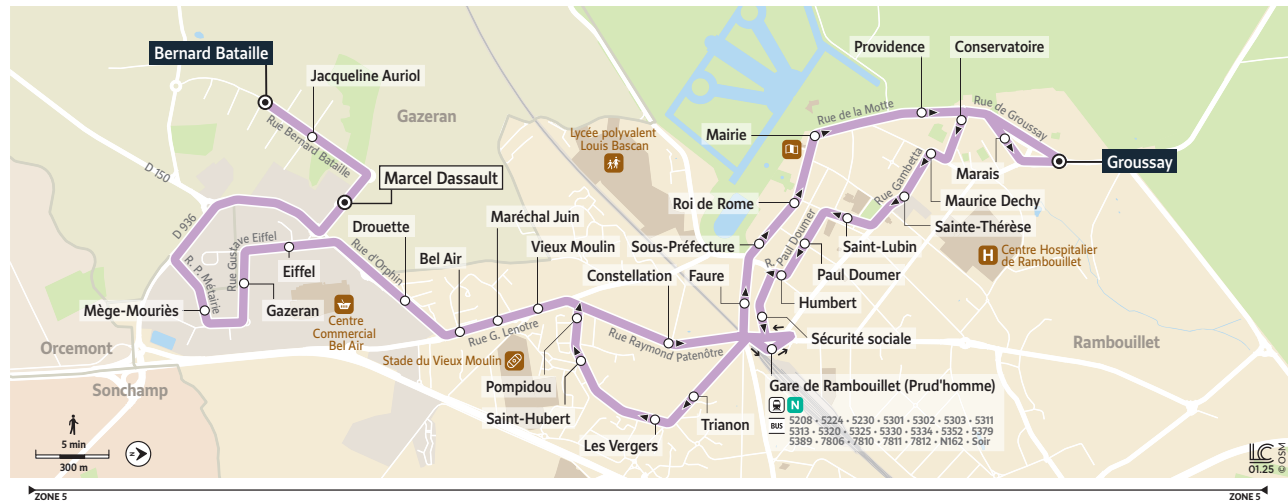 Bernard Bataille
Jacqueline Auriol
Rue Bernard Bataille
Gazeran
D 150
Marcel Dassault
D 936
R. P. Métairie
Rue Gustave Eiffel
Eiffel
Mège-Mouriès
Gazeran
Drouette
Rue d'Orphin
Centre
Commercial
Bel Air
Bel Air
Maréchal Juin
Vieux Moulin
Rue G. Lenotre
Stade du Vieux Moulin
Lycée polyvalent
Louis Bascan
Constellation
Rue Raymond Patenôtre
Pompidou
Saint-Hubert
Les Vergers
Trianon
Faure
Sous-Préfecture
Roi de Rome
Mairie
Rue de la Motte
Providence
Conservatoire
Rue de Groussay
Groussay
Marais
Maurice Dechy
Rue Gambetta
Sainte-Thérèse
Saint-Lubin
R. Paul Doumer
Paul Doumer
Humbert
Sécurité sociale
H
Centre Hospitalier
de Rambouillet
Rambouillet
Gare de Rambouillet (Prud'homme)
N
BUS
5208 • 5224 • 5230 • 5301 • 5302 • 5303 • 5311
5313 • 5320 • 5325 • 5330 • 5334 • 5352 • 5379
5389 • 7806 • 7810 • 7811 • 7812 • N162 • Soir
Orcemont
Sonchamp
5 min
300 m
N
LC
01.25
© OSM
ZONE 5
ZONE 5